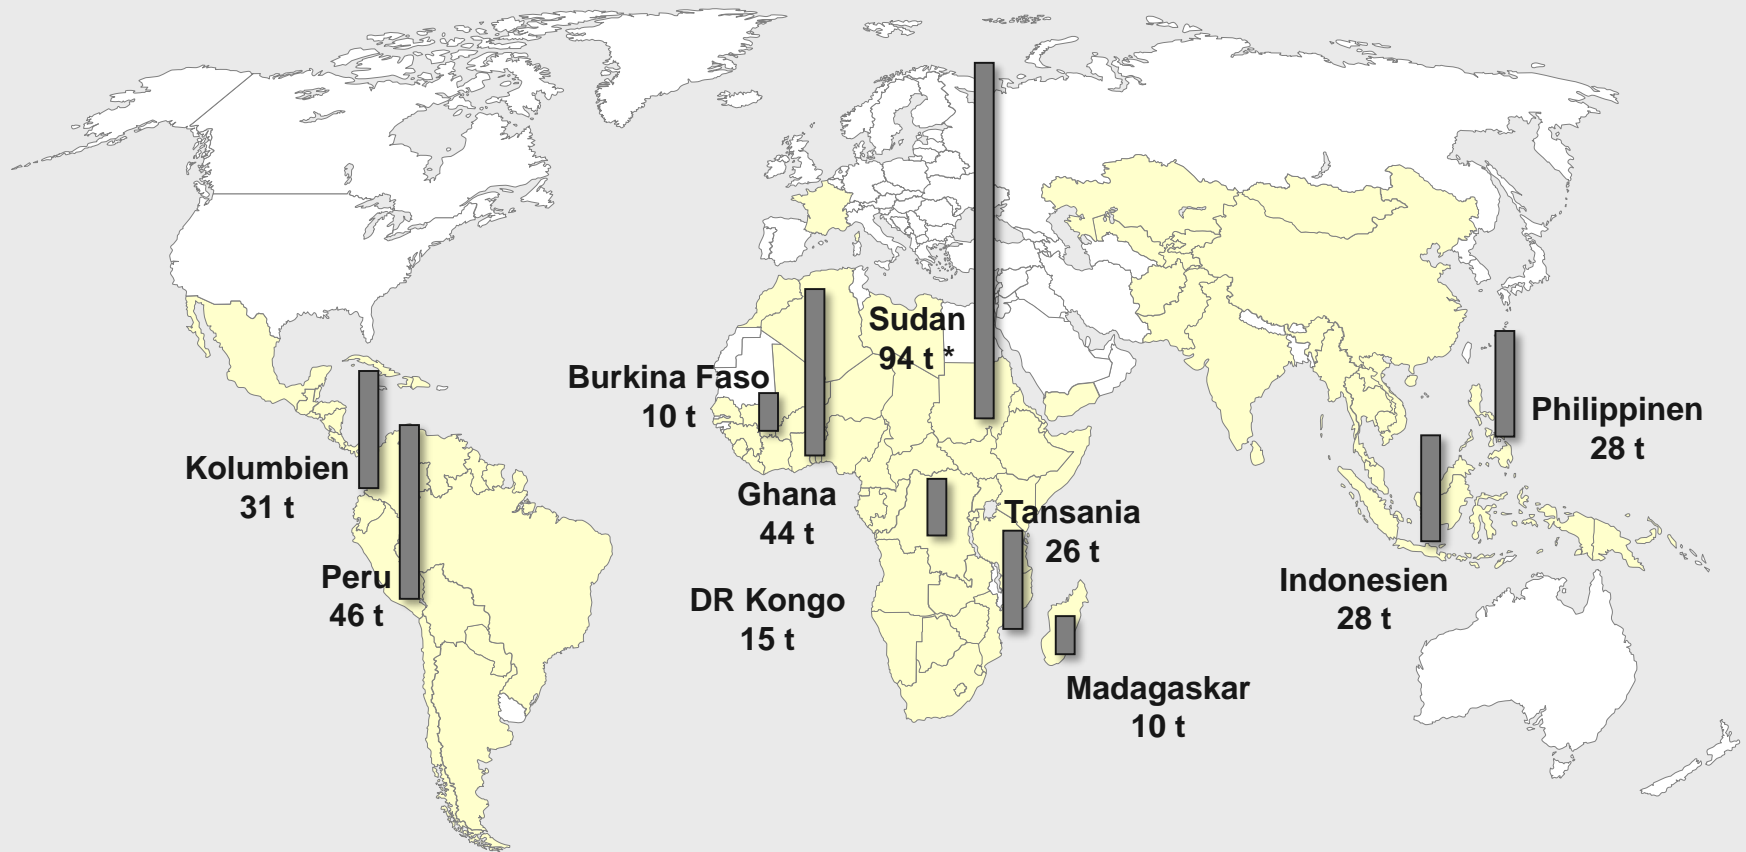 Sudan
94 t *
Burkina Faso
10 t
Philippinen
28 t
Kolumbien
31 t
Ghana
44 t
Tansania
26 t
Peru
46 t
DR Kongo
15 t
Indonesien
28 t
Madagaskar
10 t